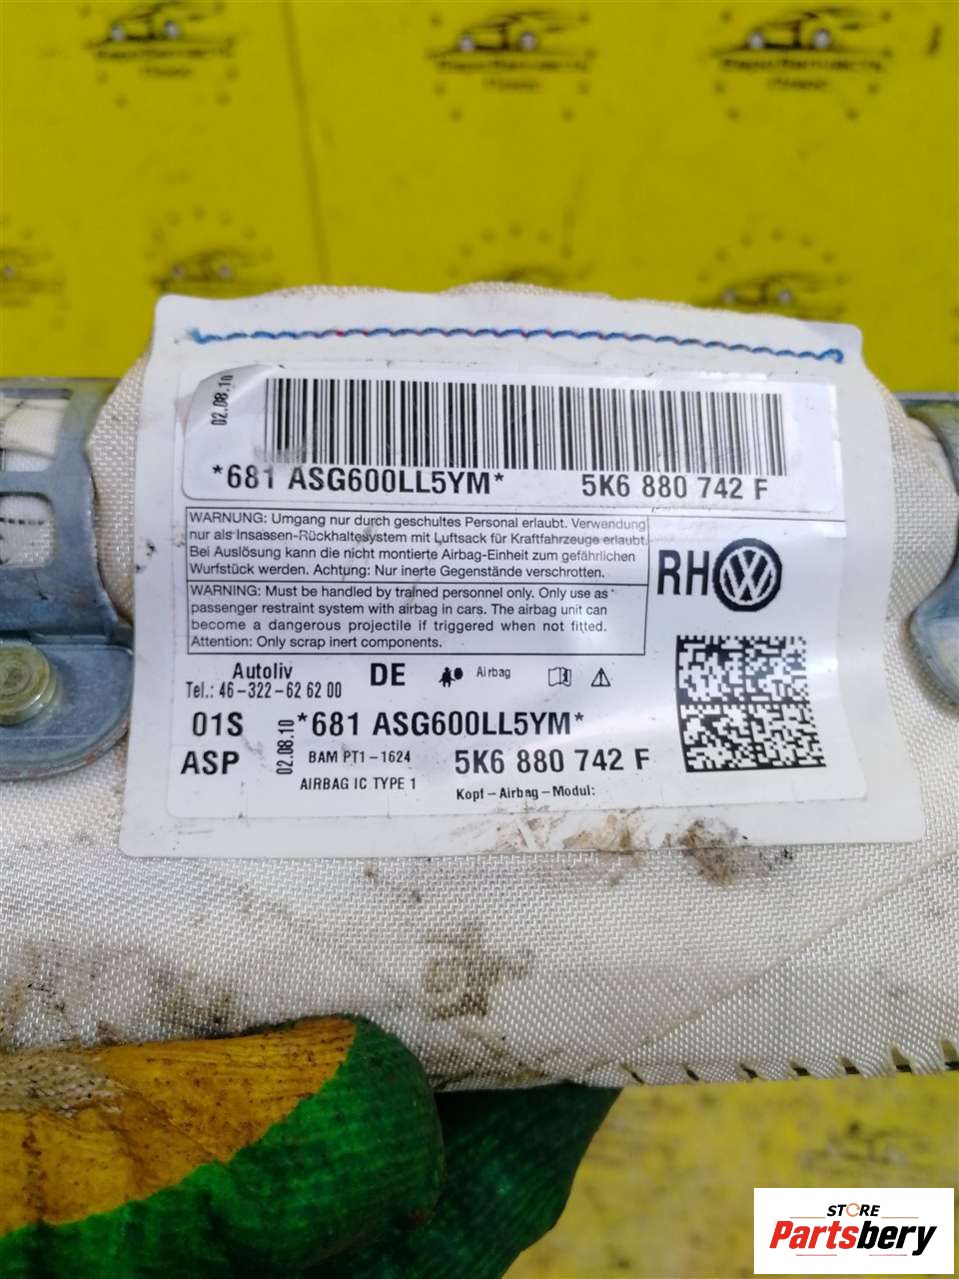 02.08.10
*681 ASG600LL5YM*
5K6 880 742 F
WARNUNG: Umgang nur durch geschultes Personal erlaubt. Verwendung
nur als Insassen-Rückhaltesystem mit Luftsack für Kraftfahrzeuge erlaubt.
Bei Auslösung kann die nicht montierte Airbag-Einheit zum gefährlichen
Wurfstück werden. Achtung: Nur inerte Gegenstände verschrotten.
WARNING: Must be handled by trained personnel only. Only use as
passenger restraint system with airbag in cars. The airbag unit can
become a dangerous projectile if triggered when not fitted.
Attention: Only scrap inert components.
RH
Autoliv
Tel.: 46-322-62 62 00
DE
Airbag
01S
ASP
02.08.10
*681 ASG600LL5YM*
BAM PT1-1624
5K6 880 742 F
AIRBAG IC TYPE 1
Kopf-Airbag-Modul:
STORE
Partsbery